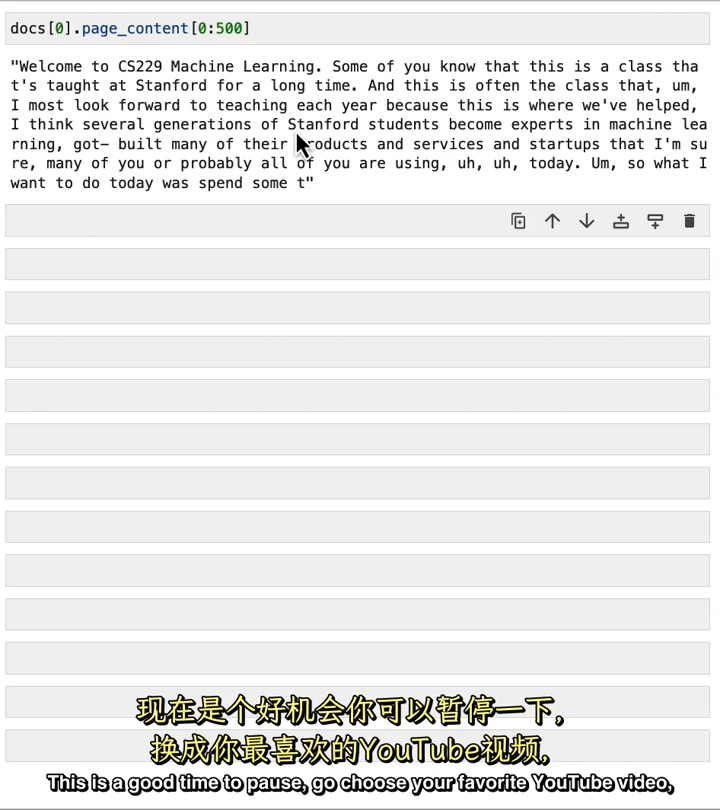 docs[0].page_content[0:500]
"Welcome to CS229 Machine Learning. Some of you know that this is a class tha
t's taught at Stanford for a long time. And this is often the class that, um,
I most look forward to teaching each year because this is where we've helped,
I think several generations of Stanford students become experts in machine lea
rning, got- built many of their products and services and startups that I'm su
re, many of you or probably all of you are using, uh, uh, today. Um, so what I
want to do today was spend some t"
现在是个好机会你可以暂停一下,
换成你最喜欢的YouTube视频,
This is a good time to pause, go choose your favorite YouTube video,